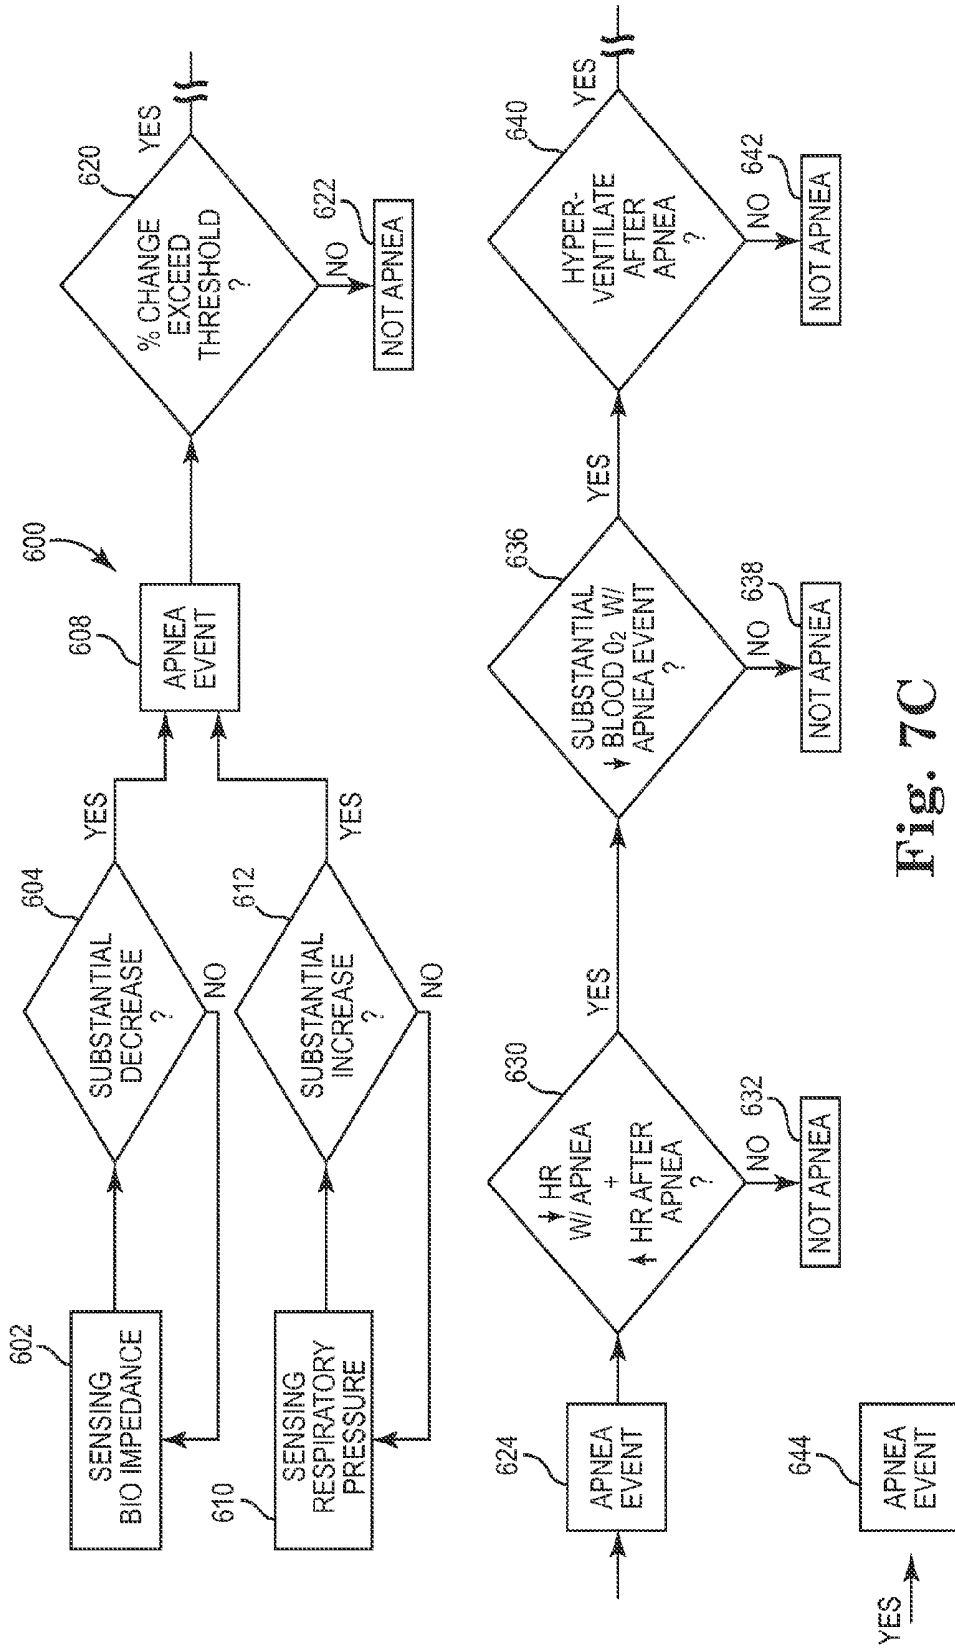 600
602
SENSING
BIO IMPEDANCE
604
SUBSTANTIAL
DECREASE
?
YES
NO
610
SENSING
RESPIRATORY
PRESSURE
612
SUBSTANTIAL
INCREASE
?
YES
NO
608
APNEA
EVENT
620
% CHANGE
EXCEED
THRESHOLD
?
YES
NO
622
NOT APNEA
624
APNEA
EVENT
630
↓ HR
W/ APNEA
+
↑ HR AFTER
APNEA
?
YES
NO
632
NOT APNEA
636
SUBSTANTIAL
↓ BLOOD O₂ W/
APNEA EVENT
?
YES
NO
638
NOT APNEA
640
HYPER-
VENTILATE
AFTER
APNEA
?
YES
NO
642
NOT APNEA
YES
644
APNEA
EVENT
Fig. 7C